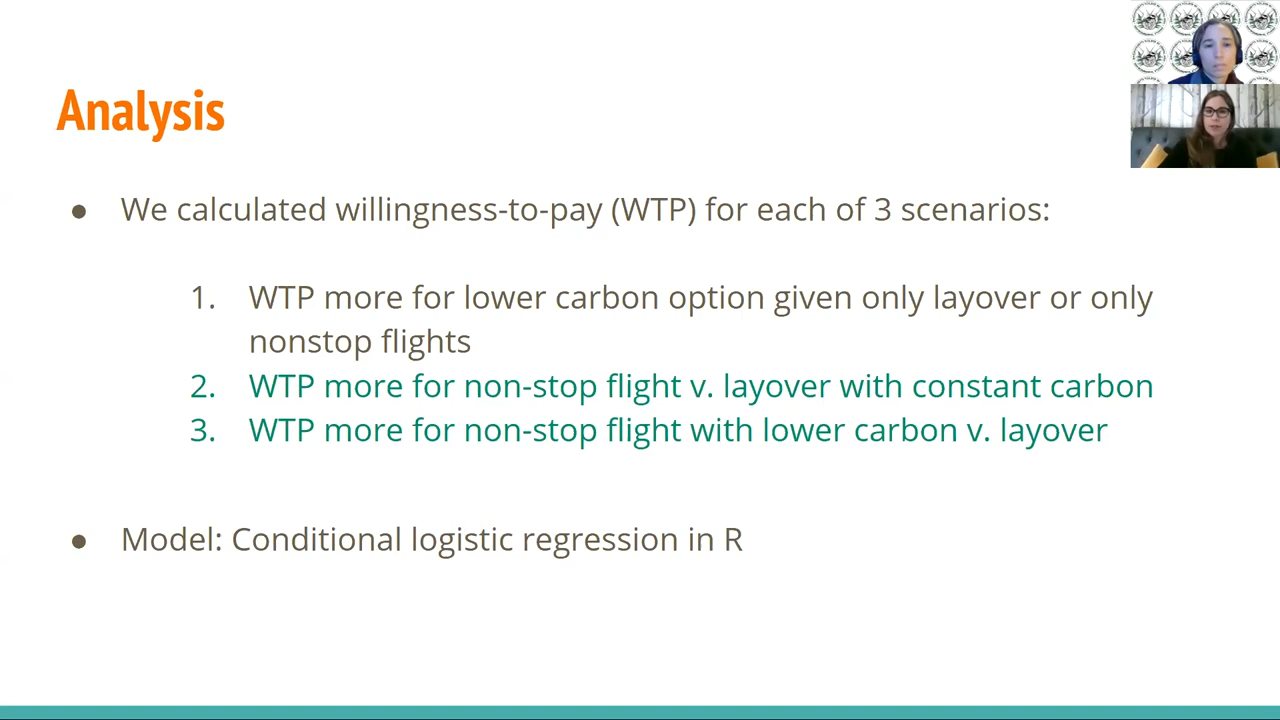 Analysis
● We calculated willingness-to-pay (WTP) for each of 3 scenarios:
1. WTP more for lower carbon option given only layover or only
nonstop flights
2. WTP more for non-stop flight v. layover with constant carbon
3. WTP more for non-stop flight with lower carbon v. layover
● Model: Conditional logistic regression in R